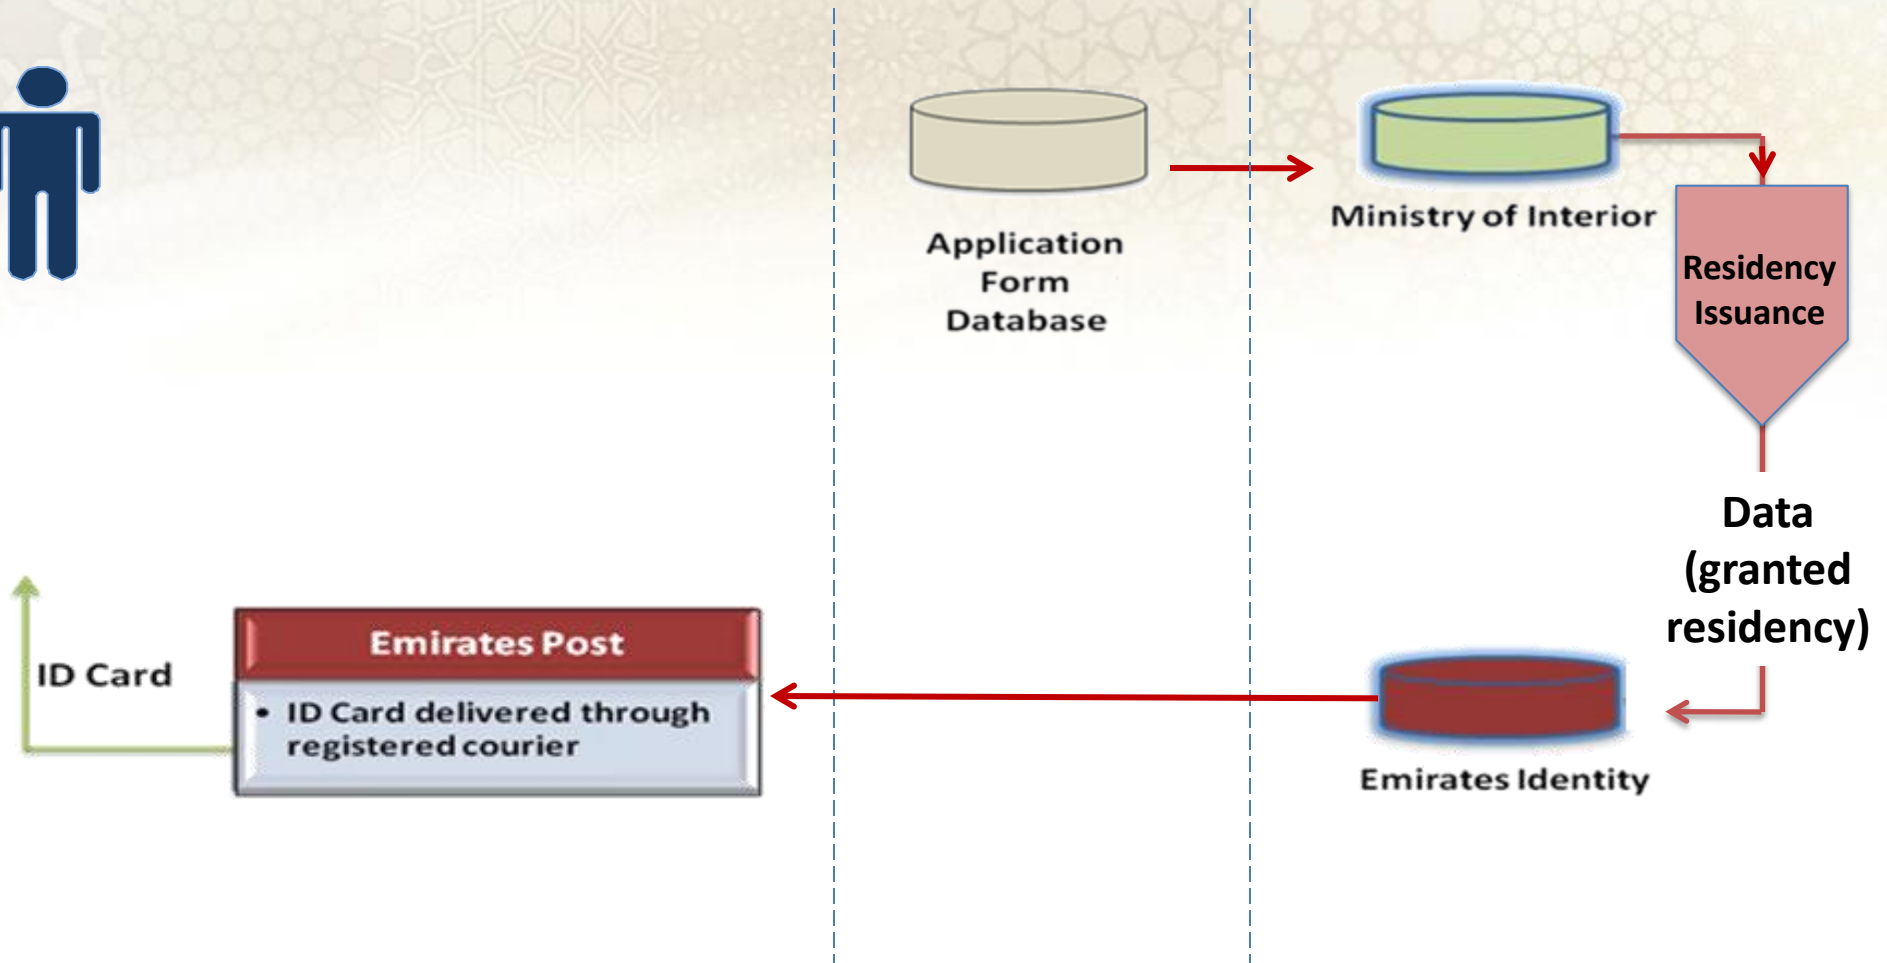 Application
Form
Database
Ministry of Interior
Residency
Issuance
Data
(granted
residency)
Emirates Identity
Emirates Post
• ID Card delivered through
registered courier
ID Card